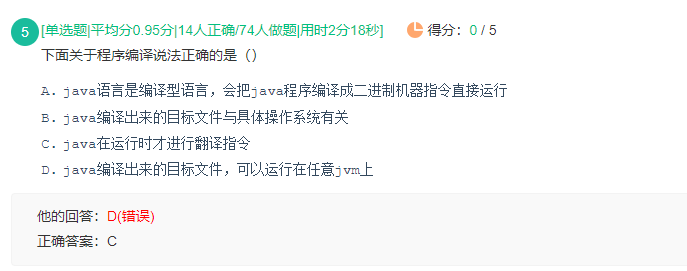 5 [单选题|平均分0.95分|14人正确/74人做题|用时2分18秒] 得分：0 / 5
下面关于程序编译说法正确的是（）
A. java语言是编译型语言，会把java程序编译成二进制机器指令直接运行
B. java编译出来的目标文件与具体操作系统有关
C. java在运行时才进行翻译指令
D. java编译出来的目标文件，可以运行在任意jvm上
他的回答：D(错误)
正确答案：C